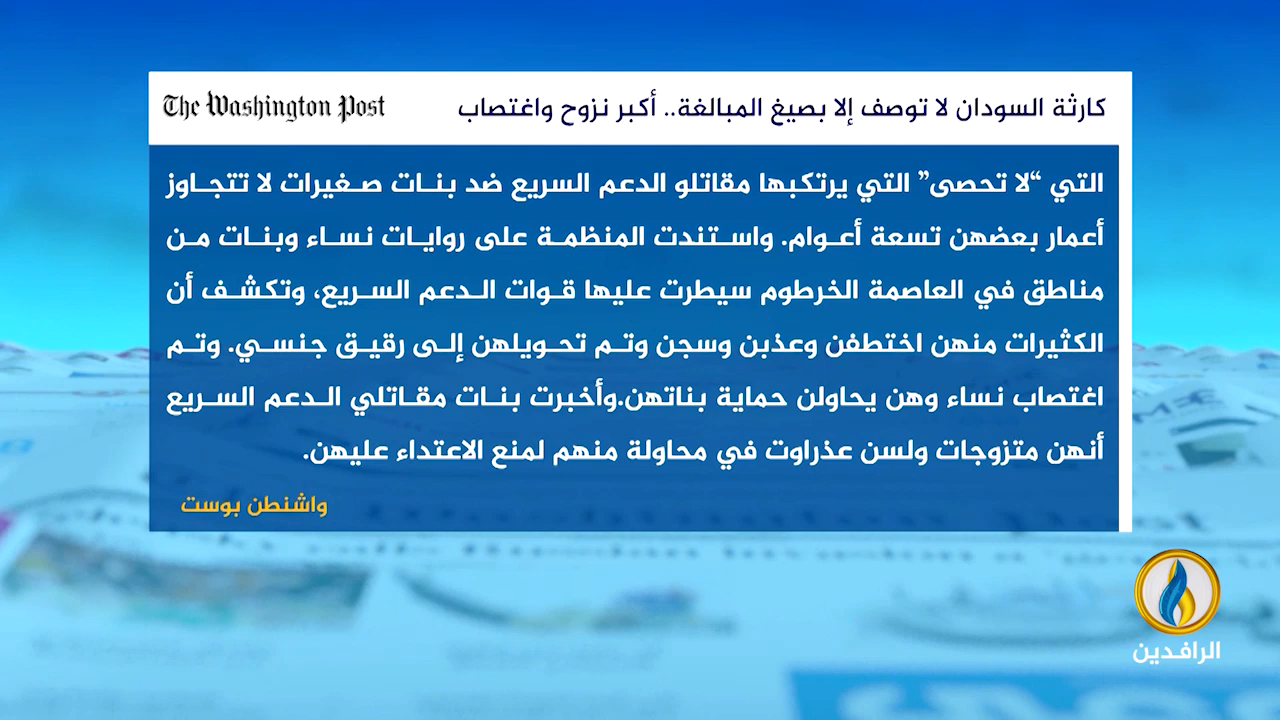 كارثة السودان لا توصف إلا بصيغ المبالغة.. أكبر نزوح واغتصاب
The Washington Post
التي “لا تحصى” التي يرتكبها مقاتلو الدعم السريع ضد بنات صغيرات لا تتجاوز
أعمار بعضهن تسعة أعوام. واستندت المنظمة على روايات نساء وبنات من
مناطق في العاصمة الخرطوم سيطرت عليها قوات الدعم السريع، وتكشف أن
الكثيرات منهن اختطفن وعذبن وسجن وتم تحويلهن إلى رقيق جنسي. وتم
اغتصاب نساء وهن يحاولن حماية بناتهن.وأخبرت بنات مقاتلي الدعم السريع
أنهن متزوجات ولسن عذراوت في محاولة منهم لمنع الاعتداء عليهن.
واشنطن بوست
الرافدين